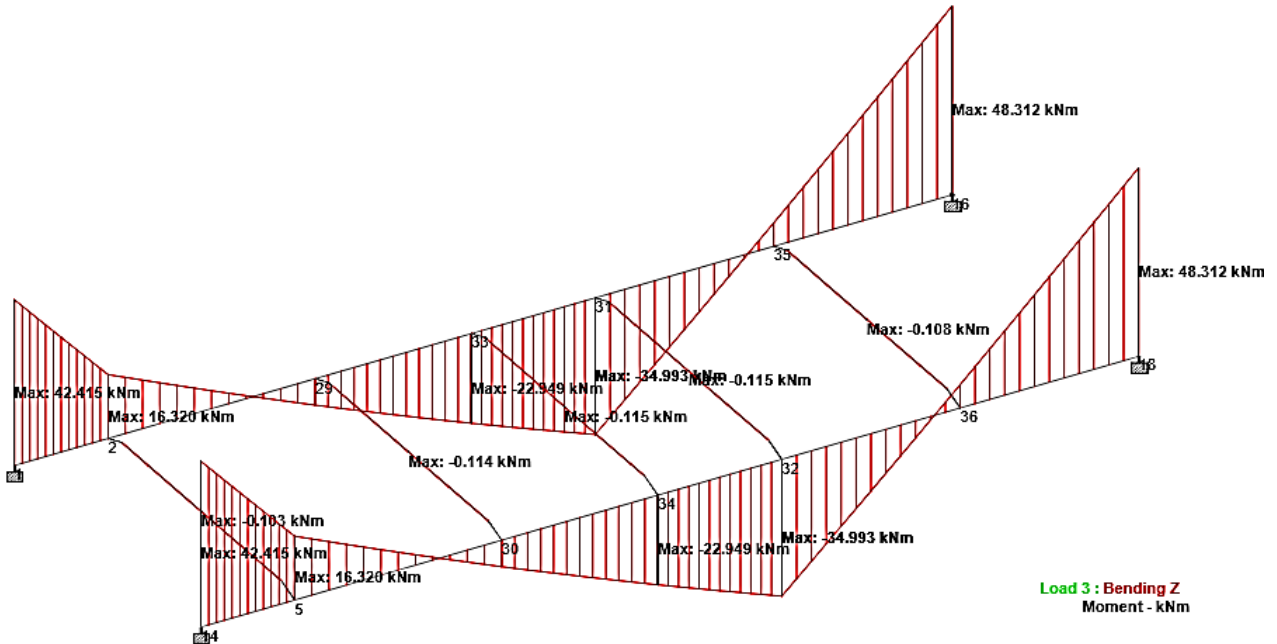 Max: 48.312 kNm
16
Max: 48.312 kNm
18
35
31
33
Max: -0.108 kNm
29
Max: -22.949 kNm
Max: -34.993 kNm
Max: -0.115 kNm
Max: 42.415 kNm
Max: 16.320 kNm
Max: -0.115 kNm
36
2
Max: -0.114 kNm
32
1
34
Max: -0.103 kNm
Max: 42.415 kNm
30
Max: -22.949 kNm
Max: -34.993 kNm
Max: 16.320 kNm
5
14
Load 3 : Bending Z
Moment - kNm